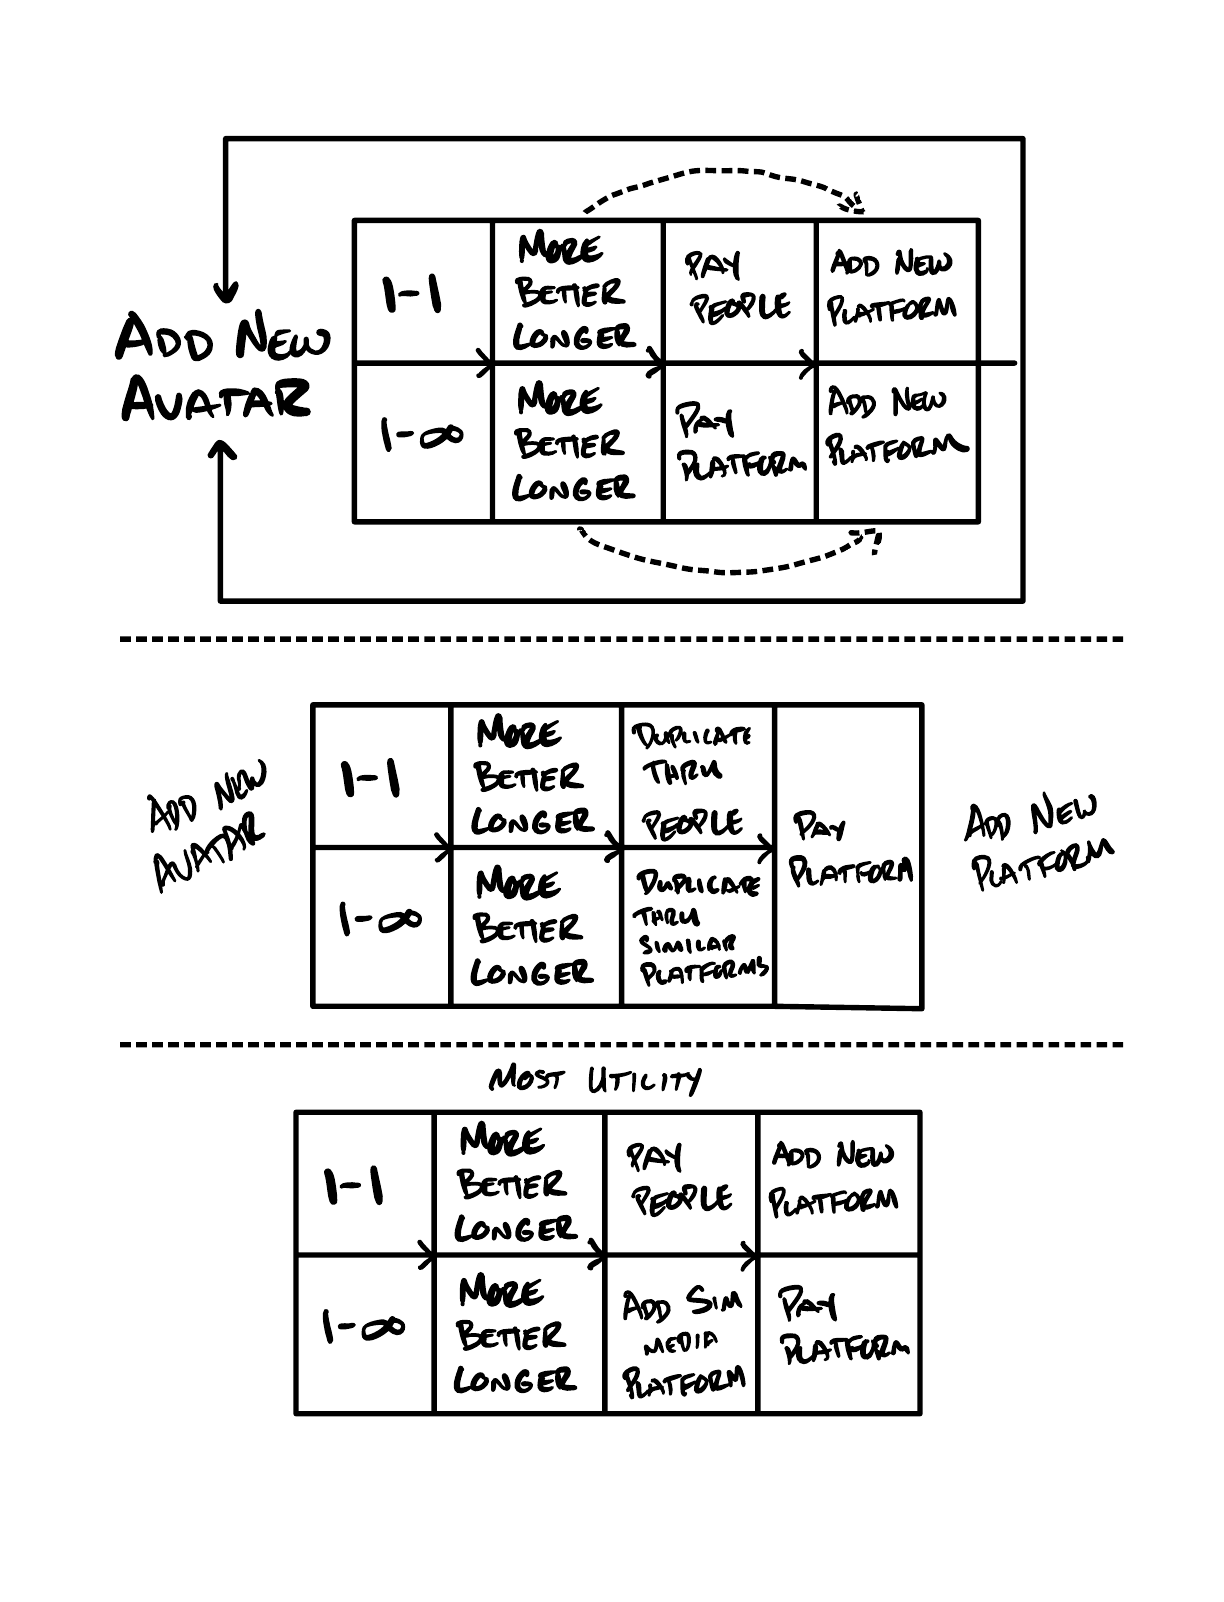 ADD NEW
AVATAR
1-1
MORE
BETTER
LONGER
PAY
PEOPLE
ADD NEW
PLATFORM
1-∞
MORE
BETTER
LONGER
PAY
PLATFORM
ADD NEW
PLATFORM
ADD NEW
AVATAR
1-1
MORE
BETTER
LONGER
DUPLICATE
THRU
PEOPLE
1-∞
MORE
BETTER
LONGER
DUPLICATE
THRU
SIMILAR
PLATFORMS
PAY
PLATFORM
ADD NEW
PLATFORM
MOST UTILITY
1-1
MORE
BETTER
LONGER
PAY
PEOPLE
ADD NEW
PLATFORM
1-∞
MORE
BETTER
LONGER
ADD SIM
MEDIA
PLATFORM
PAY
PLATFORM